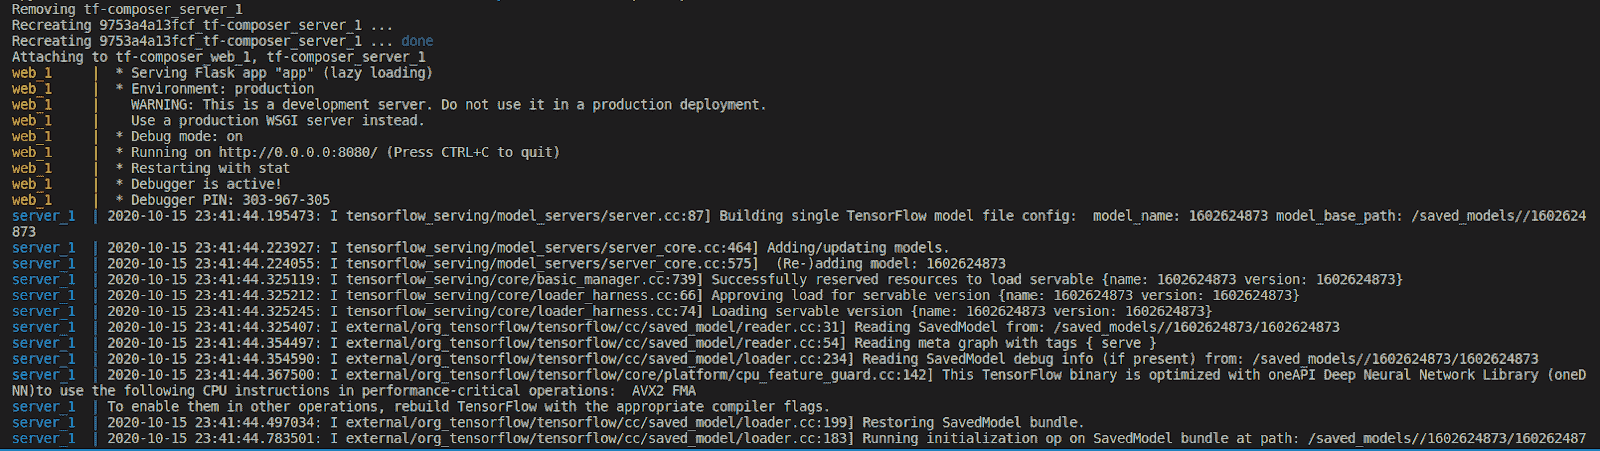 Removing tf-composer_server_1
Recreating 9753a4a13fcf_tf-composer_server_1 ...
Recreating 9753a4a13fcf_tf-composer_server_1 ... done
Attaching to tf-composer_web_1, tf-composer_server_1
web_1     |  * Serving Flask app "app" (lazy loading)
web_1     |  * Environment: production
web_1     |    WARNING: This is a development server. Do not use it in a production deployment.
web_1     |    Use a production WSGI server instead.
web_1     |  * Debug mode: on
web_1     |  * Running on http://0.0.0.0:8080/ (Press CTRL+C to quit)
web_1     |  * Restarting with stat
web_1     |  * Debugger is active!
web_1     |  * Debugger PIN: 303-967-305
server_1  | 2020-10-15 23:41:44.195473: I tensorflow_serving/model_servers/server.cc:87] Building single TensorFlow model file config:  model_name: 1602624873 model_base_path: /saved_models//1602624
873
server_1  | 2020-10-15 23:41:44.223927: I tensorflow_serving/model_servers/server_core.cc:464] Adding/updating models.
server_1  | 2020-10-15 23:41:44.224055: I tensorflow_serving/model_servers/server_core.cc:575]  (Re-)adding model: 1602624873
server_1  | 2020-10-15 23:41:44.325119: I tensorflow_serving/core/basic_manager.cc:739] Successfully reserved resources to load servable {name: 1602624873 version: 1602624873}
server_1  | 2020-10-15 23:41:44.325212: I tensorflow_serving/core/loader_harness.cc:66] Approving load for servable version {name: 1602624873 version: 1602624873}
server_1  | 2020-10-15 23:41:44.325245: I tensorflow_serving/core/loader_harness.cc:74] Loading servable version {name: 1602624873 version: 1602624873}
server_1  | 2020-10-15 23:41:44.325407: I external/org_tensorflow/tensorflow/cc/saved_model/reader.cc:31] Reading SavedModel from: /saved_models//1602624873/1602624873
server_1  | 2020-10-15 23:41:44.354497: I external/org_tensorflow/tensorflow/cc/saved_model/reader.cc:54] Reading meta graph with tags { serve }
server_1  | 2020-10-15 23:41:44.354590: I external/org_tensorflow/tensorflow/cc/saved_model/loader.cc:234] Reading SavedModel debug info (if present) from: /saved_models//1602624873/1602624873
server_1  | 2020-10-15 23:41:44.367500: I external/org_tensorflow/tensorflow/core/platform/cpu_feature_guard.cc:142] This TensorFlow binary is optimized with oneAPI Deep Neural Network Library (oneD
NN)to use the following CPU instructions in performance-critical operations:  AVX2 FMA
server_1  | To enable them in other operations, rebuild TensorFlow with the appropriate compiler flags.
server_1  | 2020-10-15 23:41:44.497034: I external/org_tensorflow/tensorflow/cc/saved_model/loader.cc:199] Restoring SavedModel bundle.
server_1  | 2020-10-15 23:41:44.783501: I external/org_tensorflow/tensorflow/cc/saved_model/loader.cc:183] Running initialization op on SavedModel bundle at path: /saved_models//1602624873/160262487